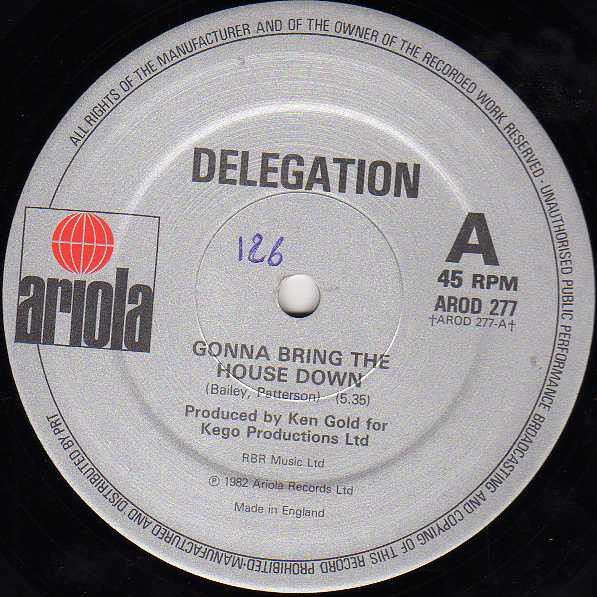 ALL RIGHTS OF THE MANUFACTURER AND OF THE OWNER OF THE RECORDED WORK RESERVED - UNAUTHORISED PUBLIC PERFORMANCE BROADCASTING AND COPYING OF THIS RECORD PROHIBITED-MANUFACTURED AND DISTRIBUTED BY PRT
DELEGATION
126
A
45 RPM
AROD 277
†AROD 277-A†
ariola
GONNA BRING THE
HOUSE DOWN
(Bailey, Patterson) (5.35)
Produced by Ken Gold for
Kego Productions Ltd
RBR Music Ltd
℗ 1982 Ariola Records Ltd
Made in England